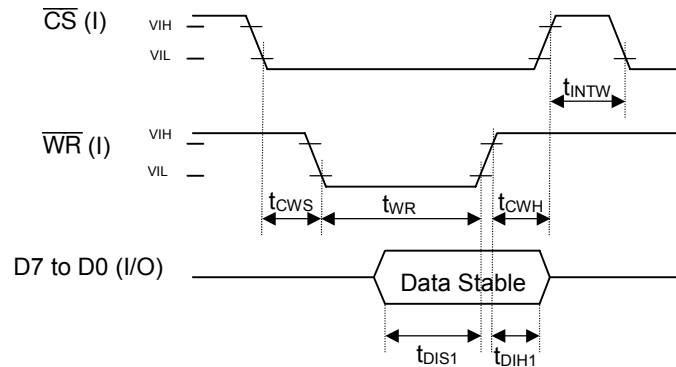 CS (I)
VIH
VIL
tINTW
WR (I)
VIH
VIL
tCWS
tWR
tCWH
D7 to D0 (I/O)
Data Stable
tDIS1
tDIH1